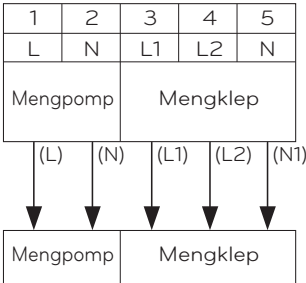 1 2 3 4 5
L N L1 L2 N
Mengpomp Mengklep
(L) (N) (L1) (L2) (N1)
Mengpomp Mengklep